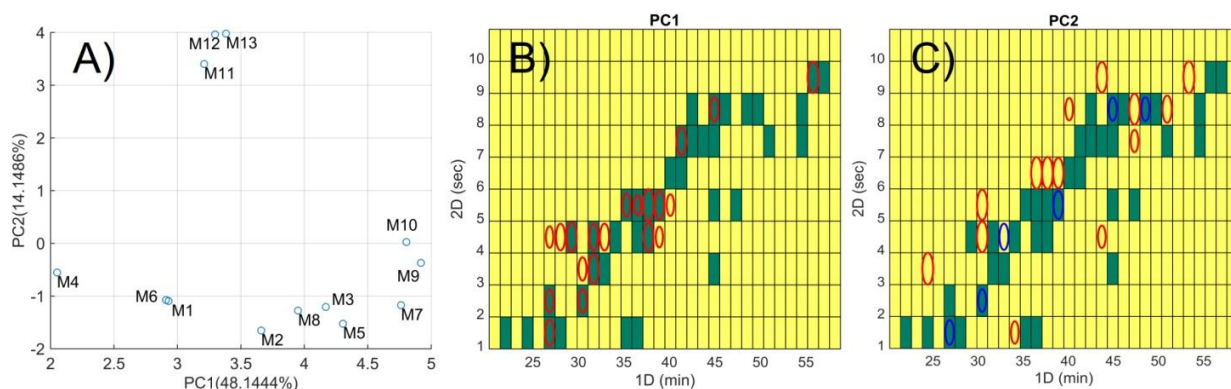 A)
4
3
2
1
0
-1
-2
2
2.5
3
3.5
4
4.5
5
PC2(14.1486%)
PC1(48.1444%)
M12
M13
M11
M10
M9
M4
M6
M1
M3
M7
M8
M2
M5
PC1
B)
10
9
8
7
6
5
4
3
2
1
2D (sec)
25
30
35
40
45
50
55
1D (min)
PC2
C)
10
9
8
7
6
5
4
3
2
1
2D (sec)
25
30
35
40
45
50
55
1D (min)